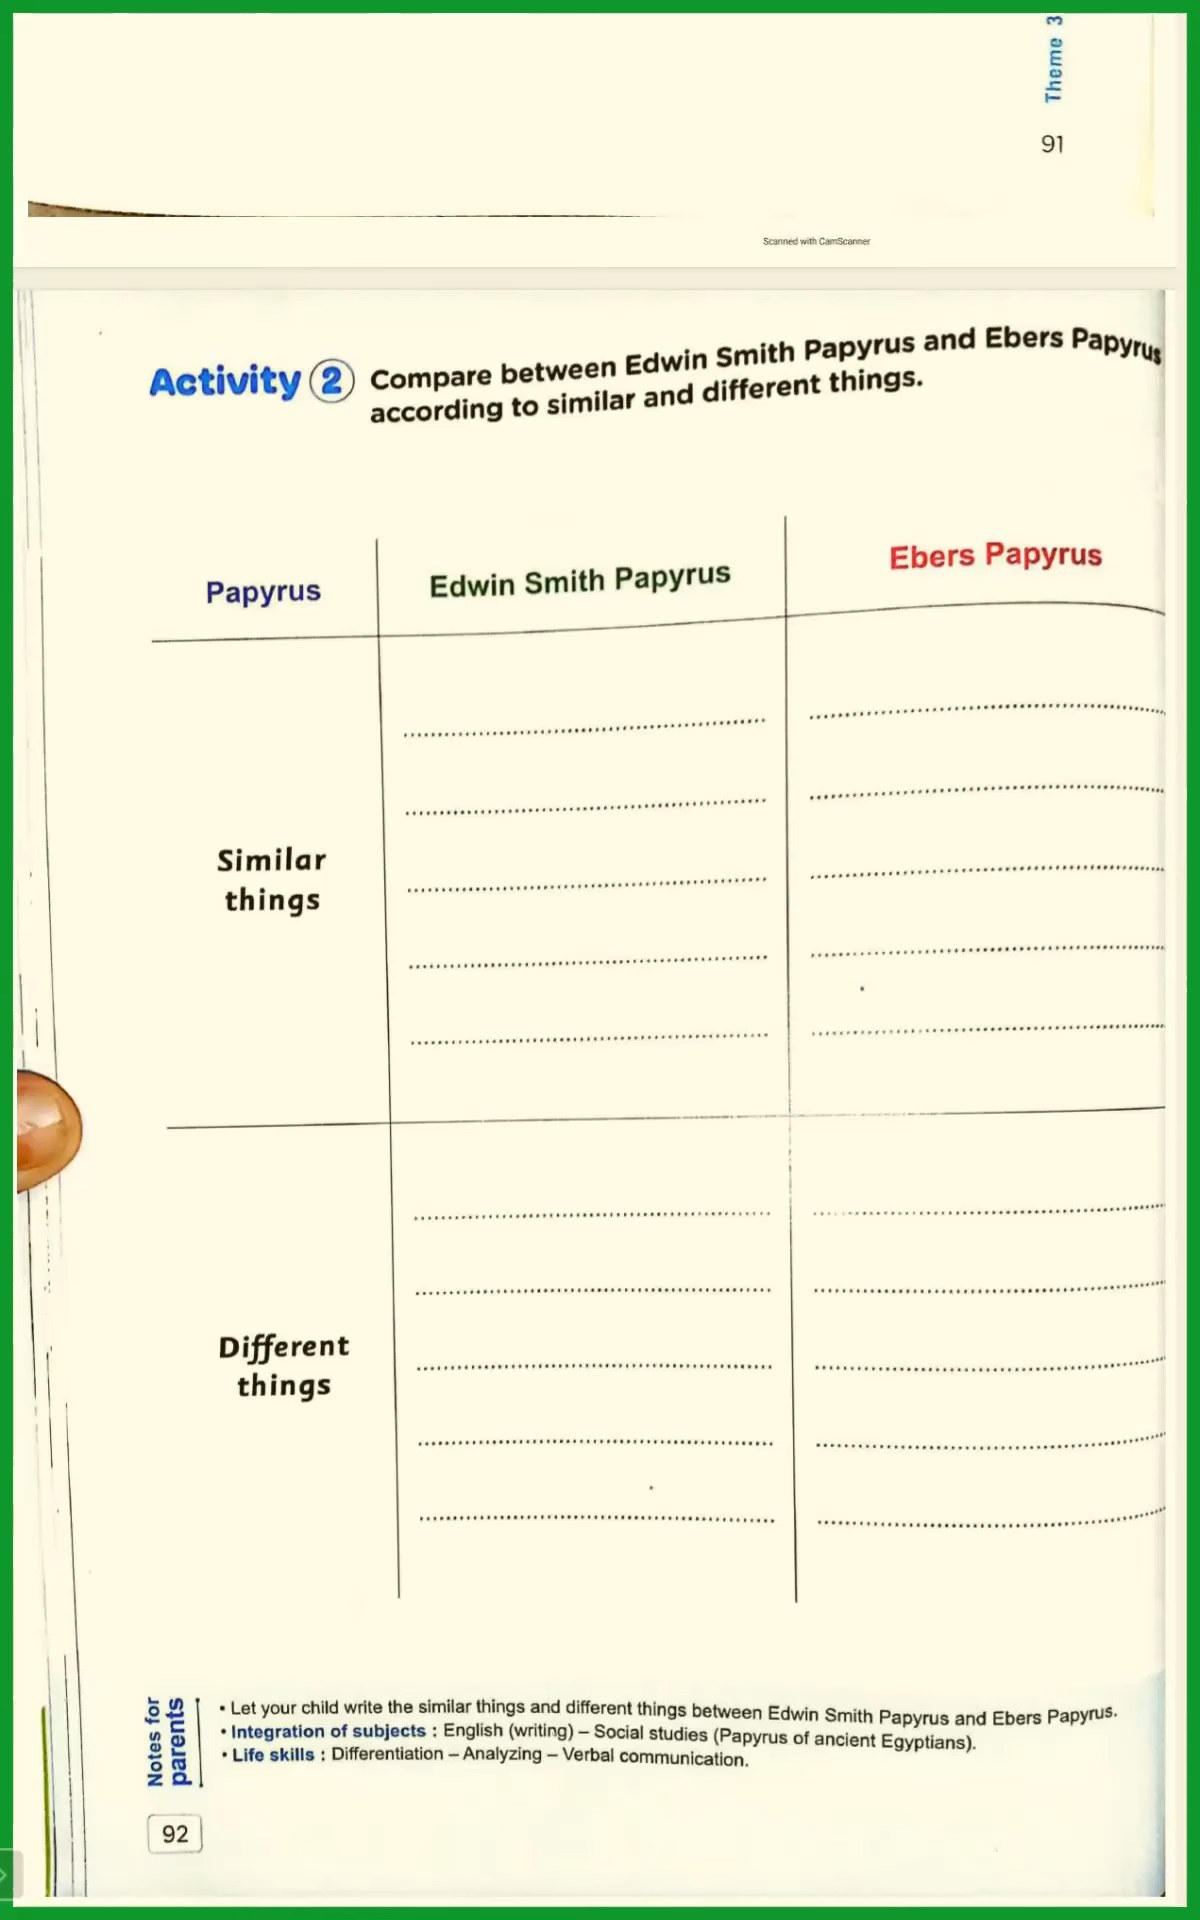 Theme 3
91
Scanned with CamScanner
Activity 2 Compare between Edwin Smith Papyrus and Ebers Papyrus
according to similar and different things.
Papyrus Edwin Smith Papyrus Ebers Papyrus
Similar
things
Different
things
Notes for
parents
• Let your child write the similar things and different things between Edwin Smith Papyrus and Ebers Papyrus.
• Integration of subjects : English (writing) – Social studies (Papyrus of ancient Egyptians).
• Life skills : Differentiation – Analyzing – Verbal communication.
92